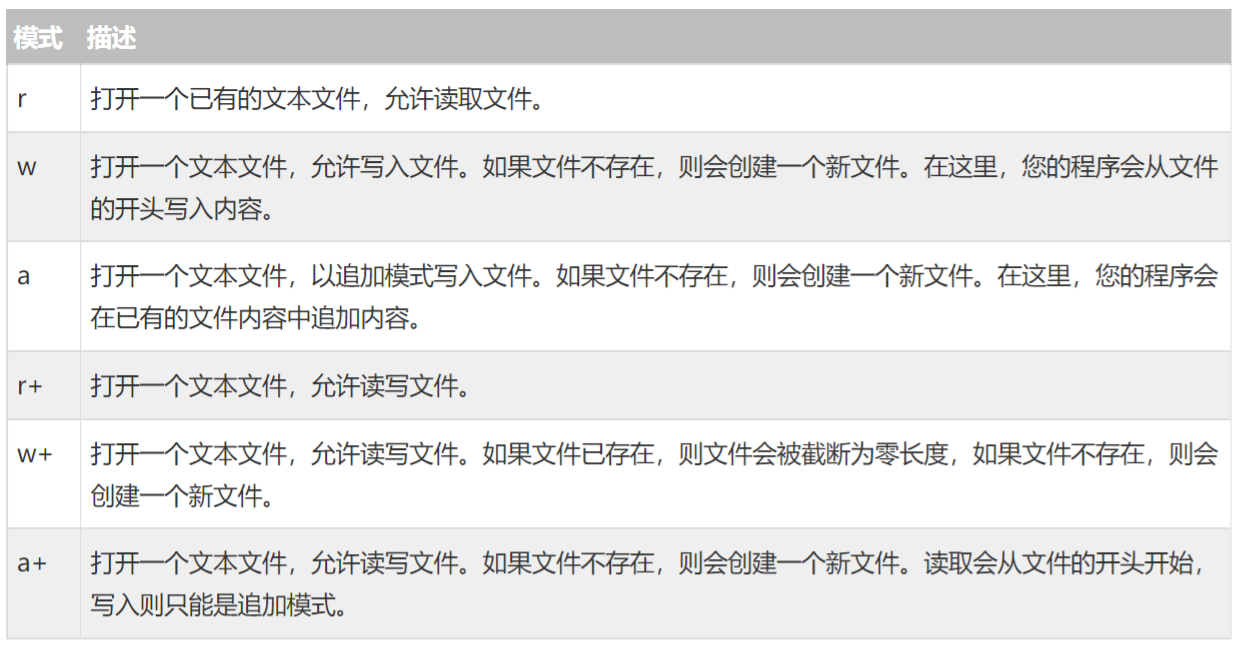 模式 描述
r 打开一个已有的文本文件，允许读取文件。
w 打开一个文本文件，允许写入文件。如果文件不存在，则会创建一个新文件。在这里，您的程序会从文件
的开头写入内容。
a 打开一个文本文件，以追加模式写入文件。如果文件不存在，则会创建一个新文件。在这里，您的程序会
在已有的文件内容中追加内容。
r+ 打开一个文本文件，允许读写文件。
w+ 打开一个文本文件，允许读写文件。如果文件已存在，则文件会被截断为零长度，如果文件不存在，则会
创建一个新文件。
a+ 打开一个文本文件，允许读写文件。如果文件不存在，则会创建一个新文件。读取会从文件的开头开始，
写入则只能是追加模式。